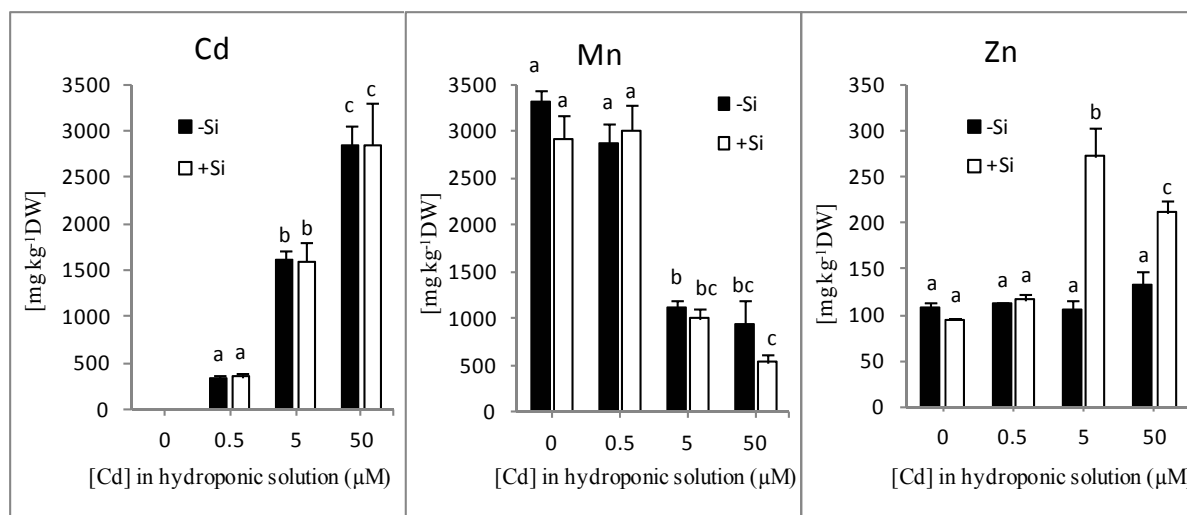 Cd
[mg kg-1DW]
3500
3000
2500
2000
1500
1000
500
0
-Si
+Si
a a
b b
c c
0 0.5 5 50
[Cd] in hydroponic solution (μM)
Mn
[mg kg-1DW]
3500
3000
2500
2000
1500
1000
500
0
-Si
+Si
a a
a a
b bc
bc c
0 0.5 5 50
[Cd] in hydroponic solution (μM)
Zn
[mg kg-1DW]
350
300
250
200
150
100
50
0
-Si
+Si
a a
a a
a b
a c
0 0.5 5 50
[Cd] in hydroponic solution (μM)